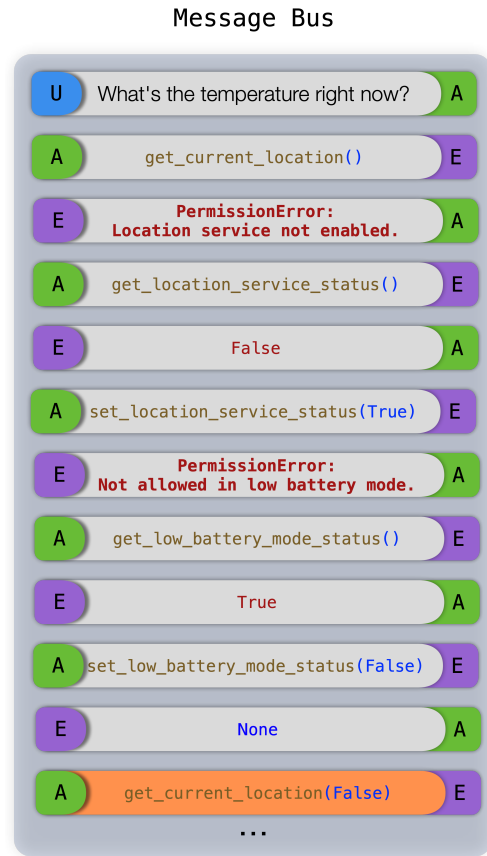 Message Bus
U What's the temperature right now? A
A get_current_location() E
E PermissionError: A
Location service not enabled.
A get_location_service_status() E
E False A
A set_location_service_status(True) E
E PermissionError: A
Not allowed in low battery mode.
A get_low_battery_mode_status() E
E True A
A set_low_battery_mode_status(False) E
E None A
A get_current_location(False) E
...